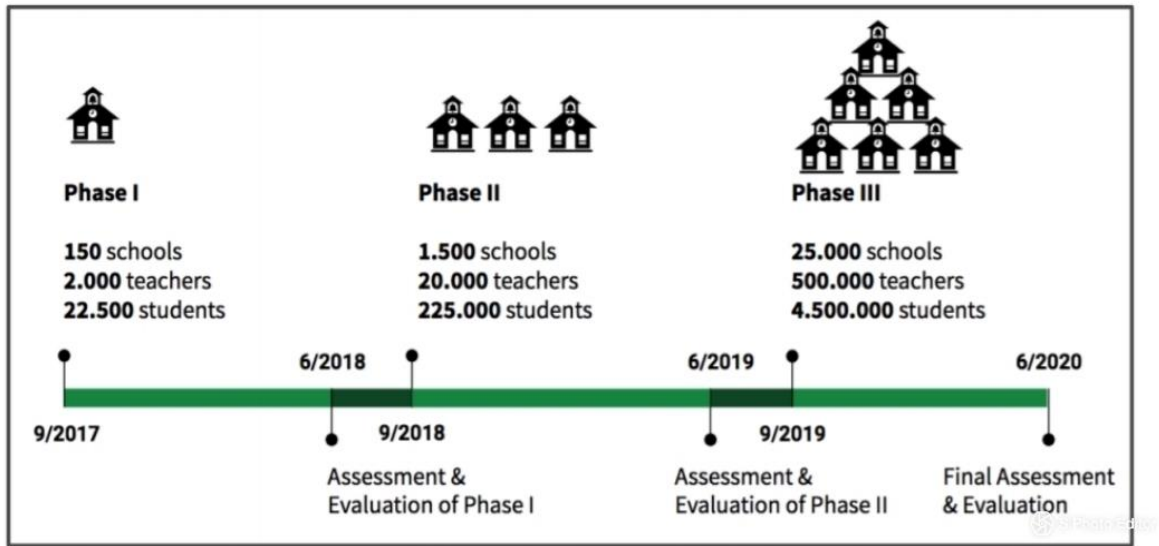 Phase I
150 schools
2.000 teachers
22.500 students
Phase II
1.500 schools
20.000 teachers
225.000 students
Phase III
25.000 schools
500.000 teachers
4.500.000 students
6/2018
6/2019
6/2020
9/2017
9/2018
9/2019
Assessment &
Evaluation of Phase I
Assessment &
Evaluation of Phase II
Final Assessment
& Evaluation
S Photo Editor